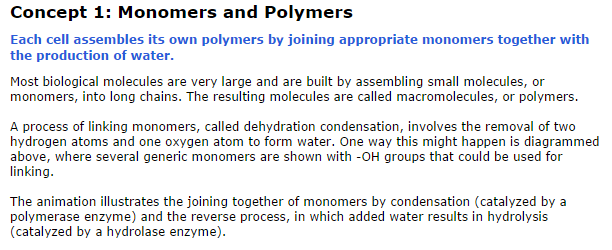 Concept 1: Monomers and Polymers
Each cell assembles its own polymers by joining appropriate monomers together with
the production of water.
Most biological molecules are very large and are built by assembling small molecules, or
monomers, into long chains. The resulting molecules are called macromolecules, or polymers.
A process of linking monomers, called dehydration condensation, involves the removal of two
hydrogen atoms and one oxygen atom to form water. One way this might happen is diagrammed
above, where several generic monomers are shown with -OH groups that could be used for
linking.
The animation illustrates the joining together of monomers by condensation (catalyzed by a
polymerase enzyme) and the reverse process, in which added water results in hydrolysis
(catalyzed by a hydrolase enzyme).